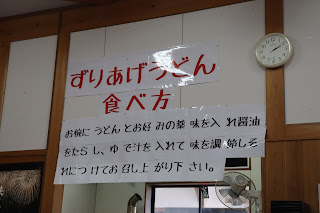 ずりあげうどん
食べ方
お椀に うどん とお好 みの薬 味を入 れ醤油
をたら し、ゆ で汁を 入れて 味を調 節しそ
れにつ けてお 召し上 がり下 さい。